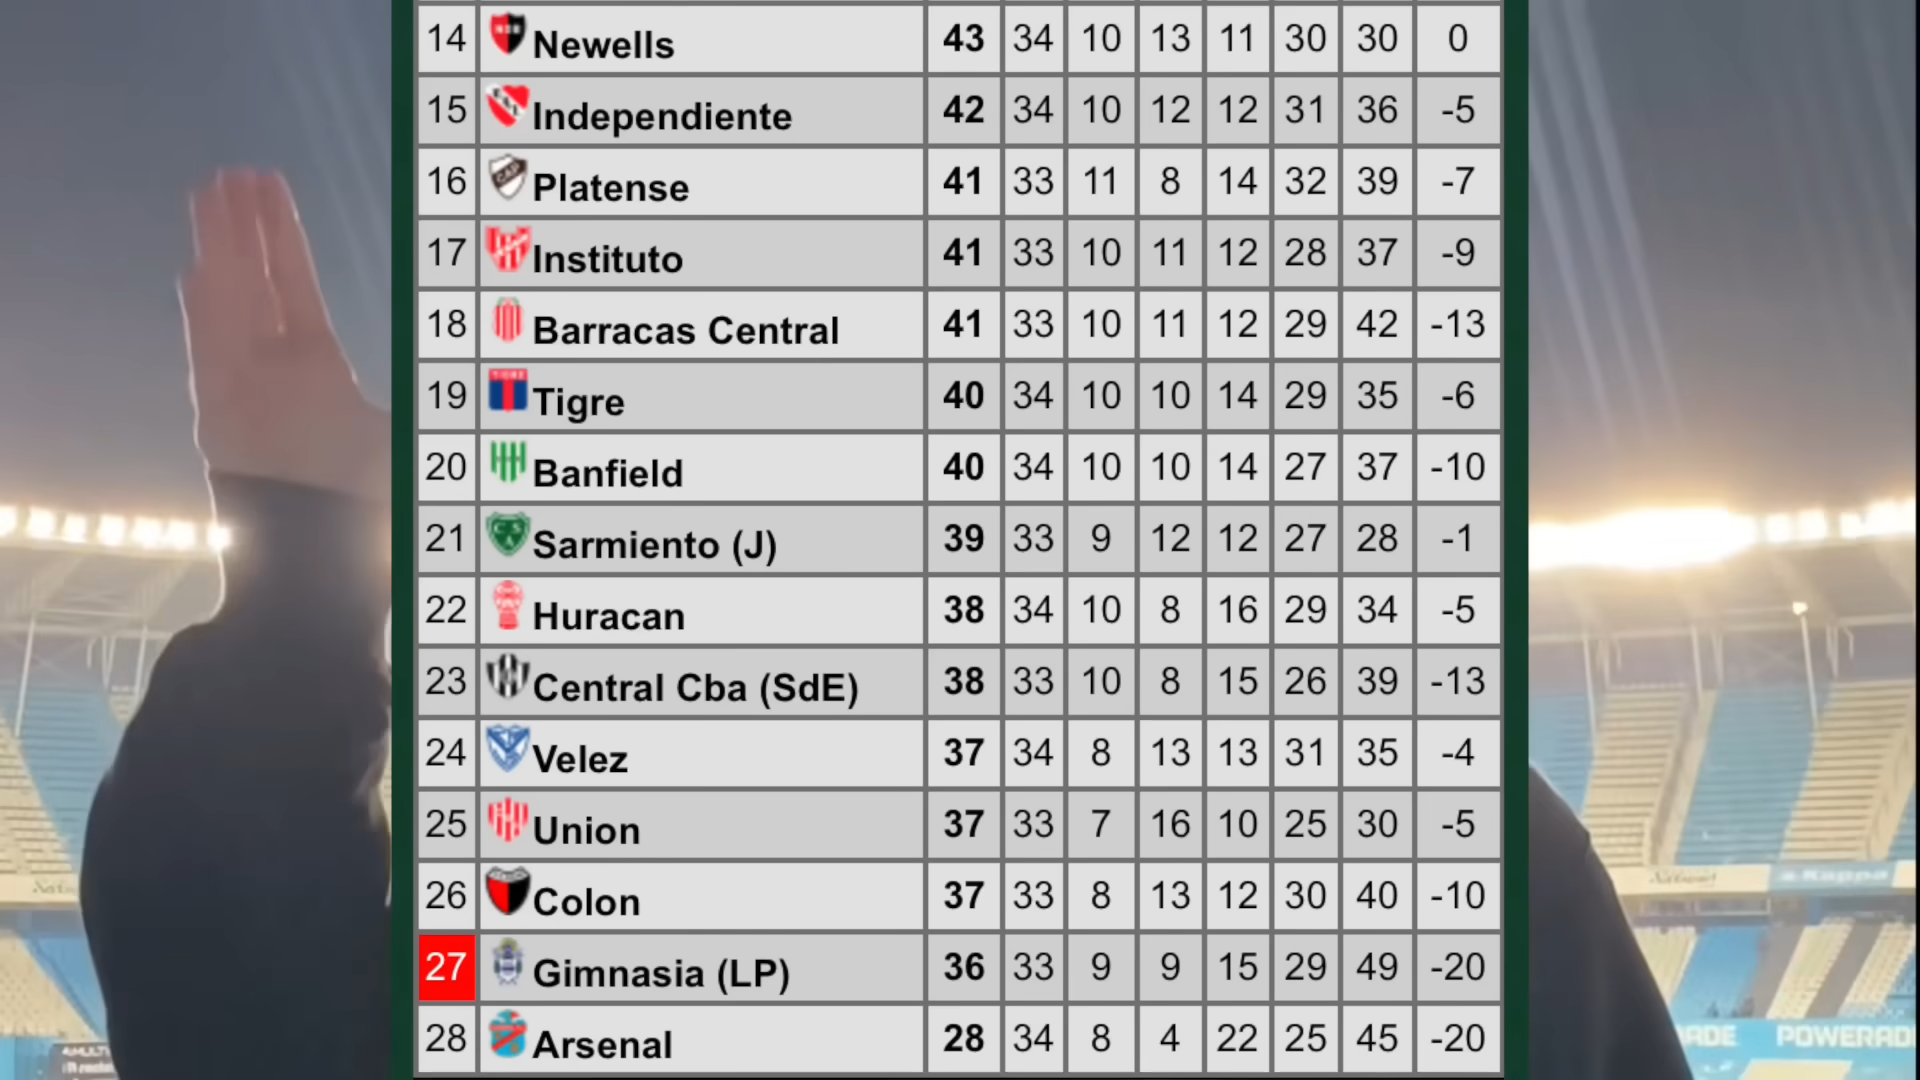 14 Newells 43 34 10 13 11 30 30 0
15 Independiente 42 34 10 12 12 31 36 -5
16 Platense 41 33 11 8 14 32 39 -7
17 Instituto 41 33 10 11 12 28 37 -9
18 Barracas Central 41 33 10 11 12 29 42 -13
19 Tigre 40 34 10 10 14 29 35 -6
20 Banfield 40 34 10 10 14 27 37 -10
21 Sarmiento (J) 39 33 9 12 12 27 28 -1
22 Huracan 38 34 10 8 16 29 34 -5
23 Central Cba (SdE) 38 33 10 8 15 26 39 -13
24 Velez 37 34 8 13 13 31 35 -4
25 Union 37 33 7 16 10 25 30 -5
26 Colon 37 33 8 13 12 30 40 -10
27 Gimnasia (LP) 36 33 9 9 15 29 49 -20
28 Arsenal 28 34 8 4 22 25 45 -20
Kappa
POWERADE